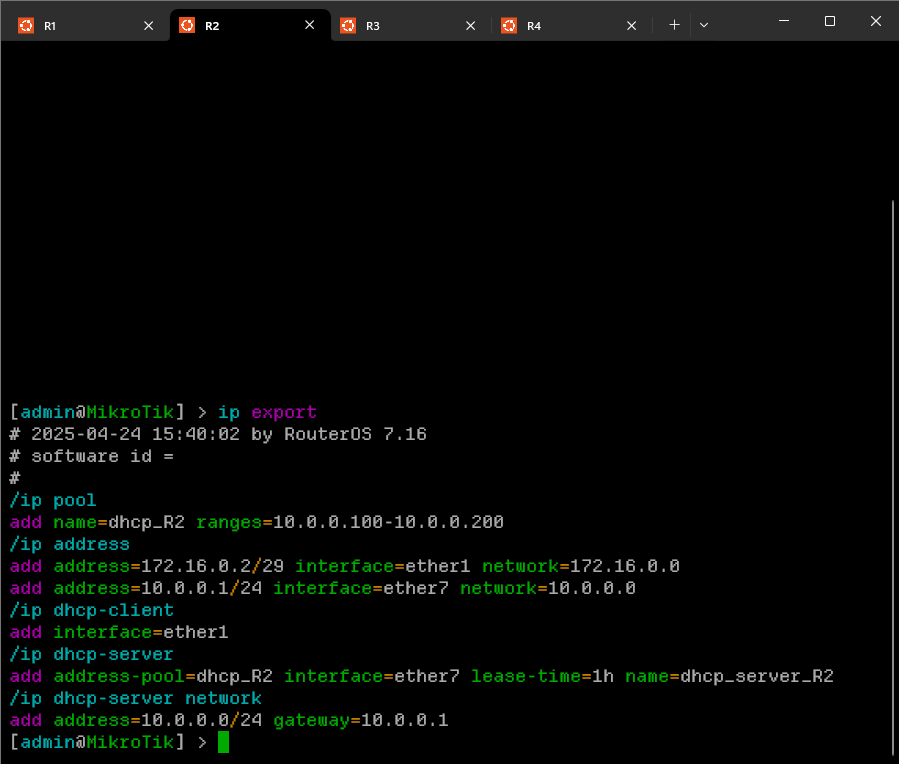 R1
R2
R3
R4
[admin@MikroTik] > ip export
# 2025-04-24 15:40:02 by RouterOS 7.16
# software id =
#
/ip pool
add name=dhcp_R2 ranges=10.0.0.100-10.0.0.200
/ip address
add address=172.16.0.2/29 interface=ether1 network=172.16.0.0
add address=10.0.0.1/24 interface=ether7 network=10.0.0.0
/ip dhcp-client
add interface=ether1
/ip dhcp-server
add address-pool=dhcp_R2 interface=ether7 lease-time=1h name=dhcp_server_R2
/ip dhcp-server network
add address=10.0.0.0/24 gateway=10.0.0.1
[admin@MikroTik] >